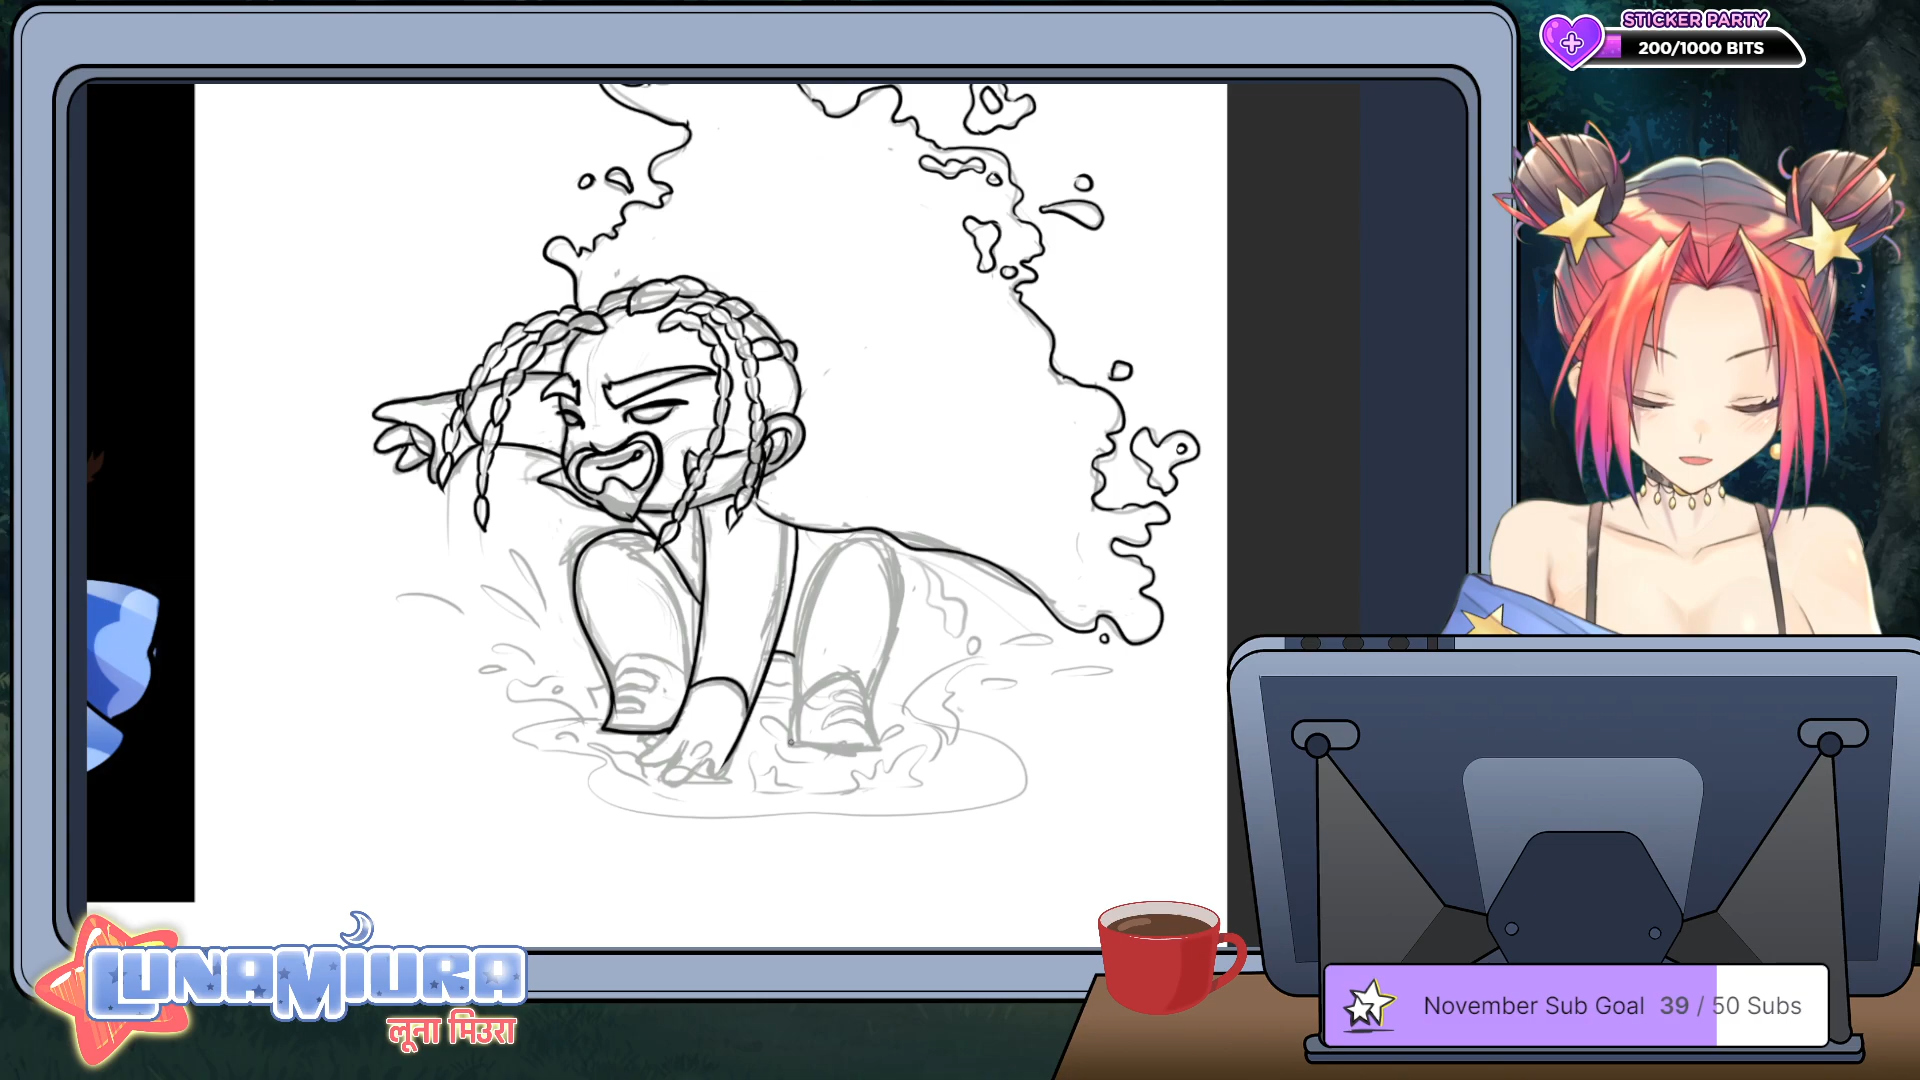 STICKER PARTY
200/1000 BITS
LUNAMIURA
लूना मिउरा
November Sub Goal 39 / 50 Subs